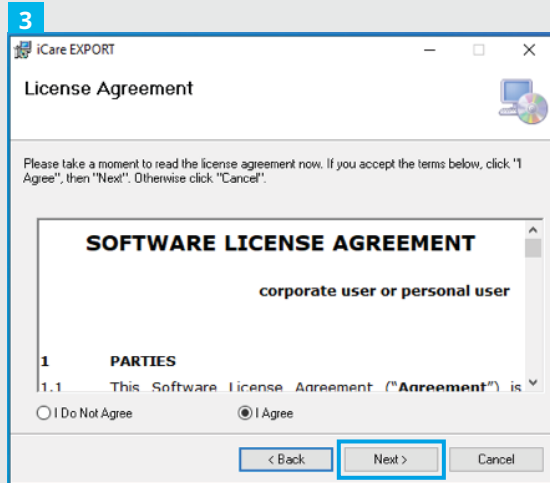 3
iCare EXPORT
License Agreement
Please take a moment to read the license agreement now. If you accept the terms below, click "I
Agree", then "Next". Otherwise click "Cancel".
SOFTWARE LICENSE AGREEMENT
corporate user or personal user
1 PARTIES
1.1 This Software License Agreement ("Agreement") is
I Do Not Agree I Agree
< Back Next > Cancel